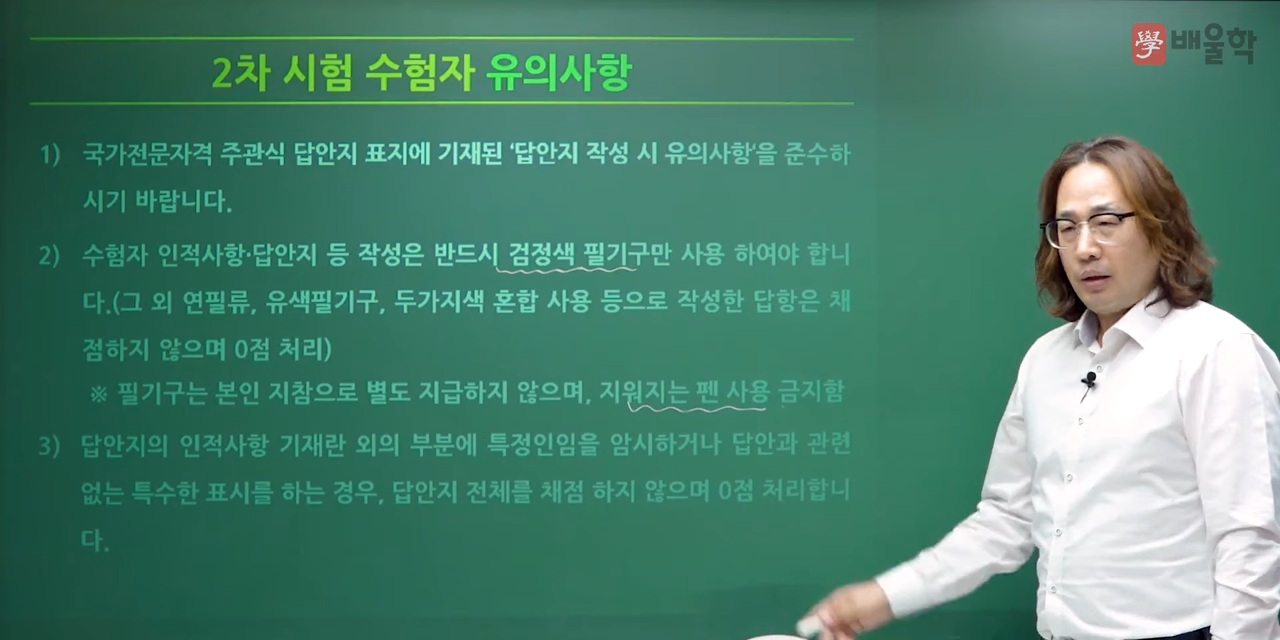 學 배울학
2차 시험 수험자 유의사항
1) 국가전문자격 주관식 답안지 표지에 기재된 '답안지 작성 시 유의사항'을 준수하
시기 바랍니다.
2) 수험자 인적사항·답안지 등 작성은 반드시 검정색 필기구만 사용 하여야 합니
다.(그 외 연필류, 유색필기구, 두가지색 혼합 사용 등으로 작성한 답항은 채
점하지 않으며 0점 처리)
※ 필기구는 본인 지참으로 별도 지급하지 않으며, 지워지는 펜 사용 금지함
3) 답안지의 인적사항 기재란 외의 부분에 특정인임을 암시하거나 답안과 관련
없는 특수한 표시를 하는 경우, 답안지 전체를 채점 하지 않으며 0점 처리합니
다.